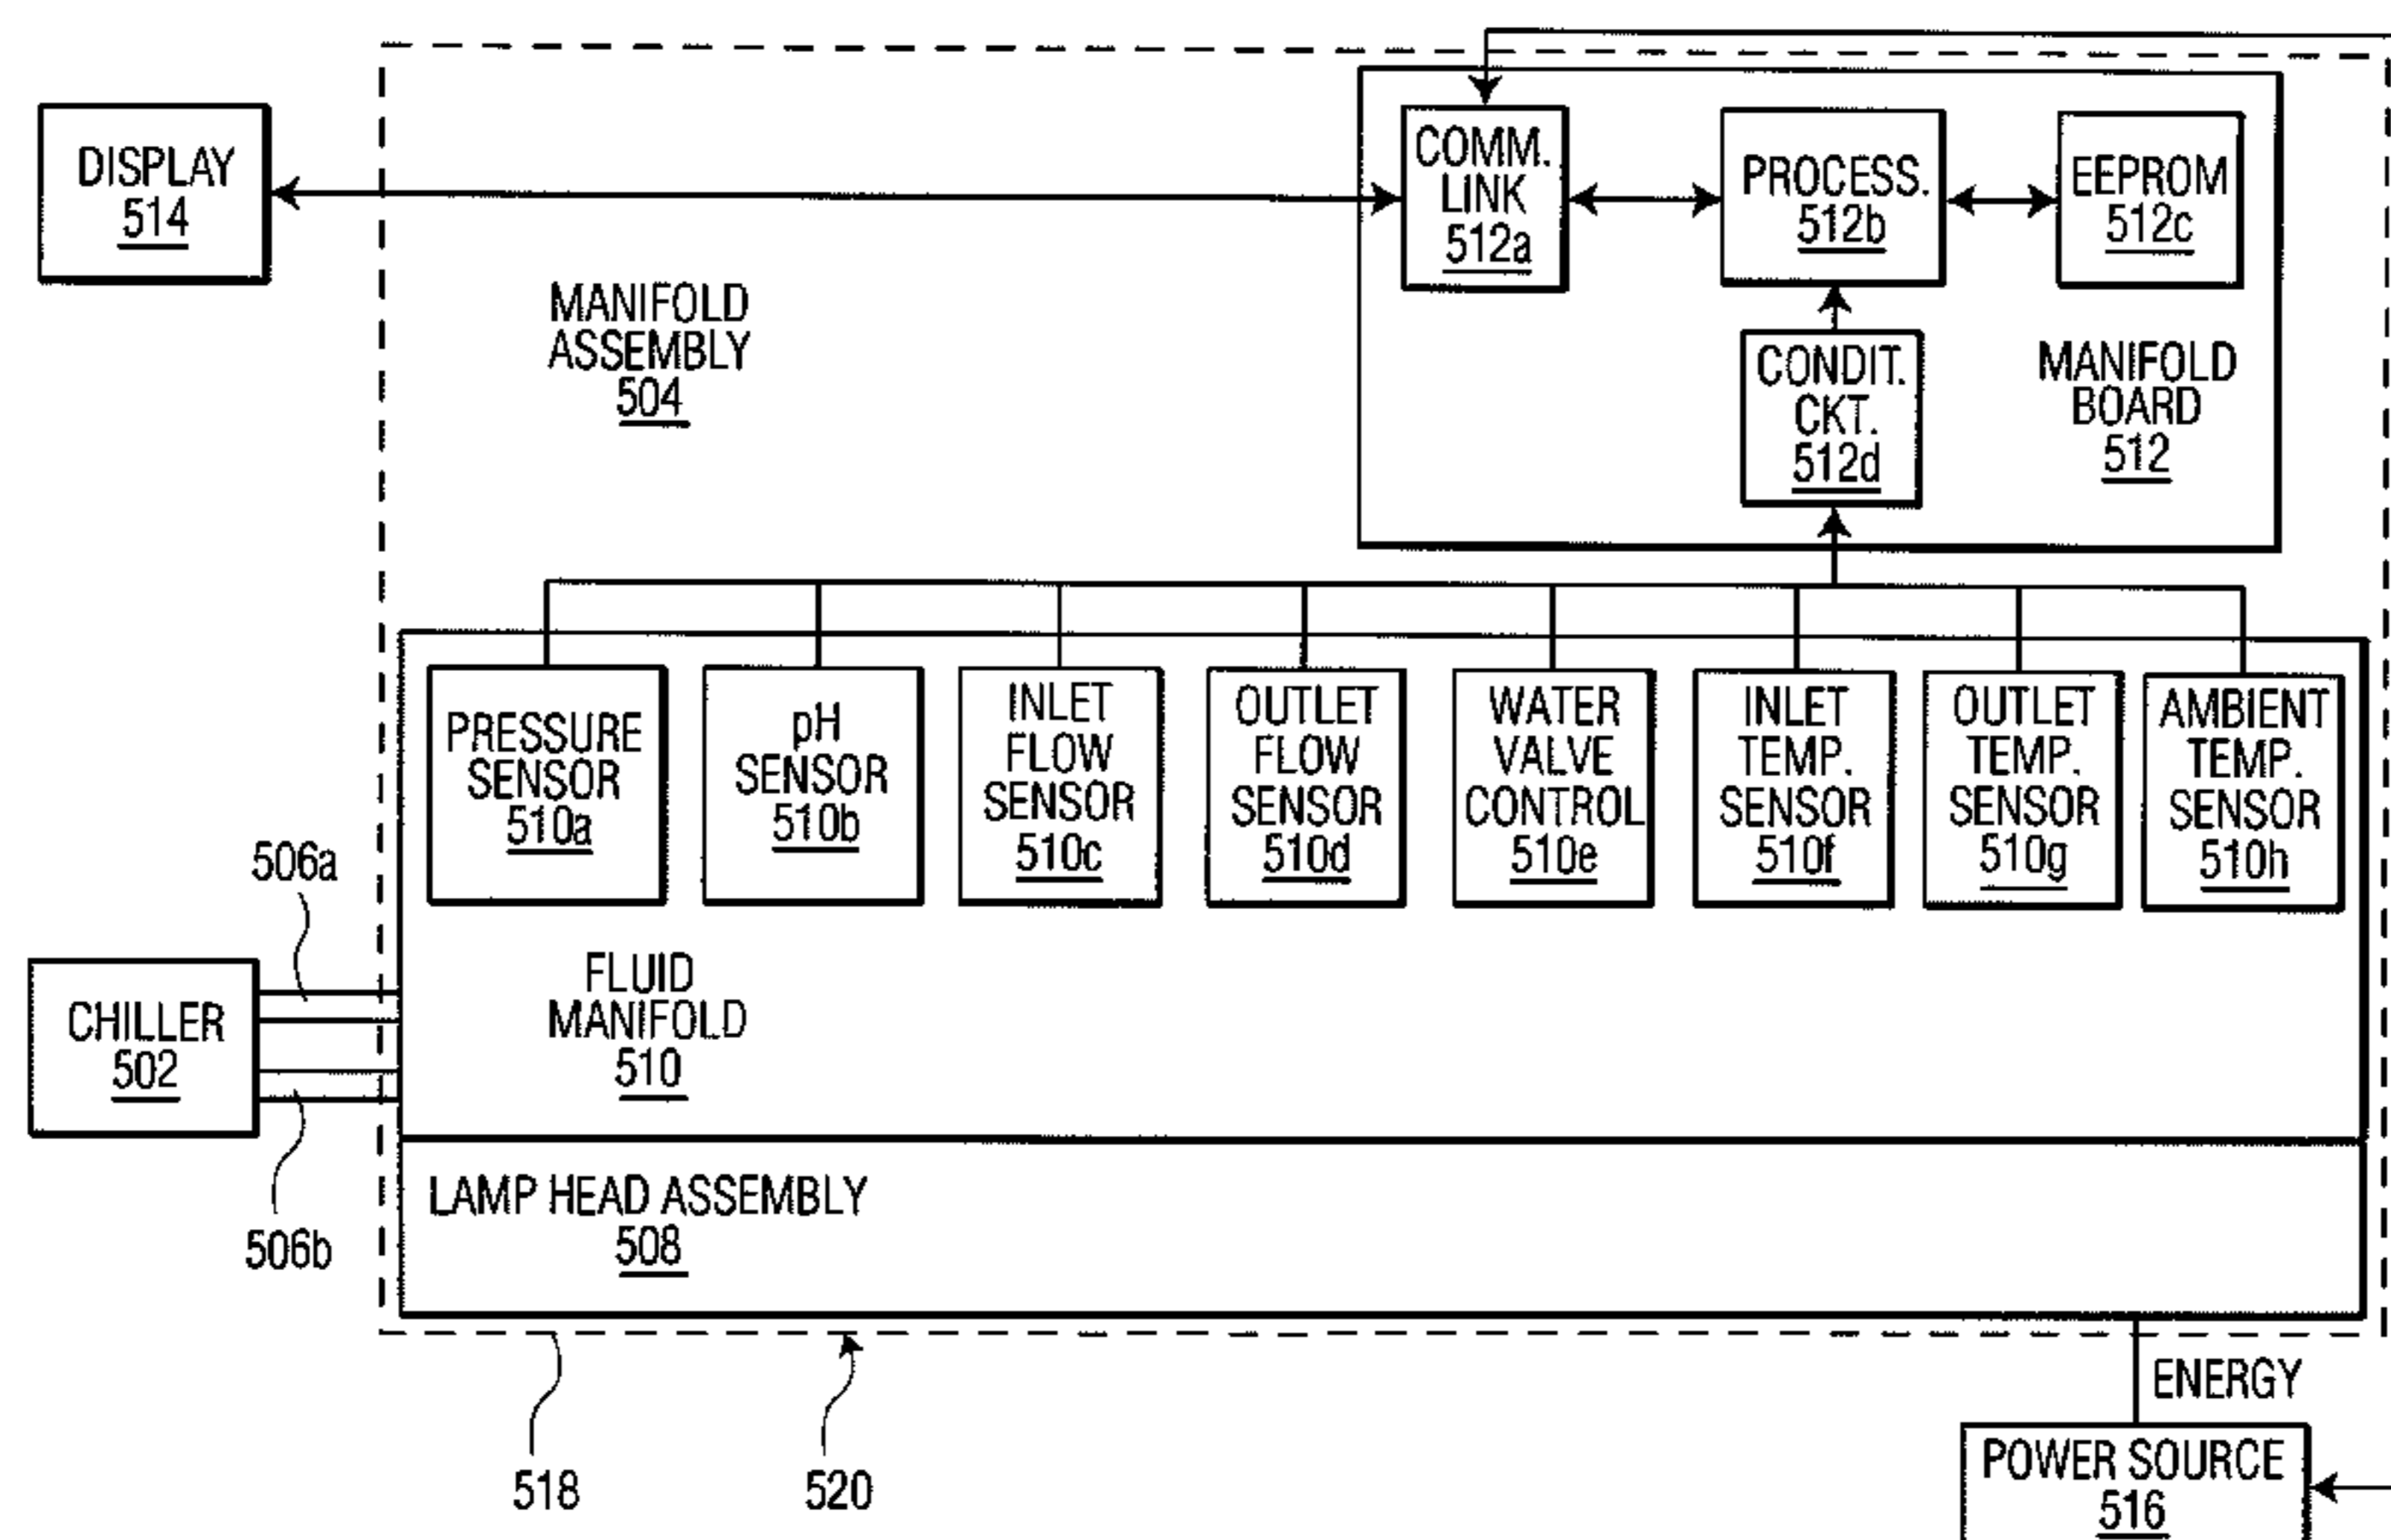 DISPLAY
514
COMM.
LINK
512a
PROCESS.
512b
EEPROM
512c
MANIFOLD
ASSEMBLY
504
CONDIT.
CKT.
512d
MANIFOLD
BOARD
512
PRESSURE
SENSOR
510a
pH
SENSOR
510b
INLET
FLOW
SENSOR
510c
OUTLET
FLOW
SENSOR
510d
WATER
VALVE
CONTROL
510e
INLET
TEMP.
SENSOR
510f
OUTLET
TEMP.
SENSOR
510g
AMBIENT
TEMP.
SENSOR
510h
506a
CHILLER
502
506b
FLUID
MANIFOLD
510
LAMP HEAD ASSEMBLY
508
518
520
ENERGY
POWER SOURCE
516